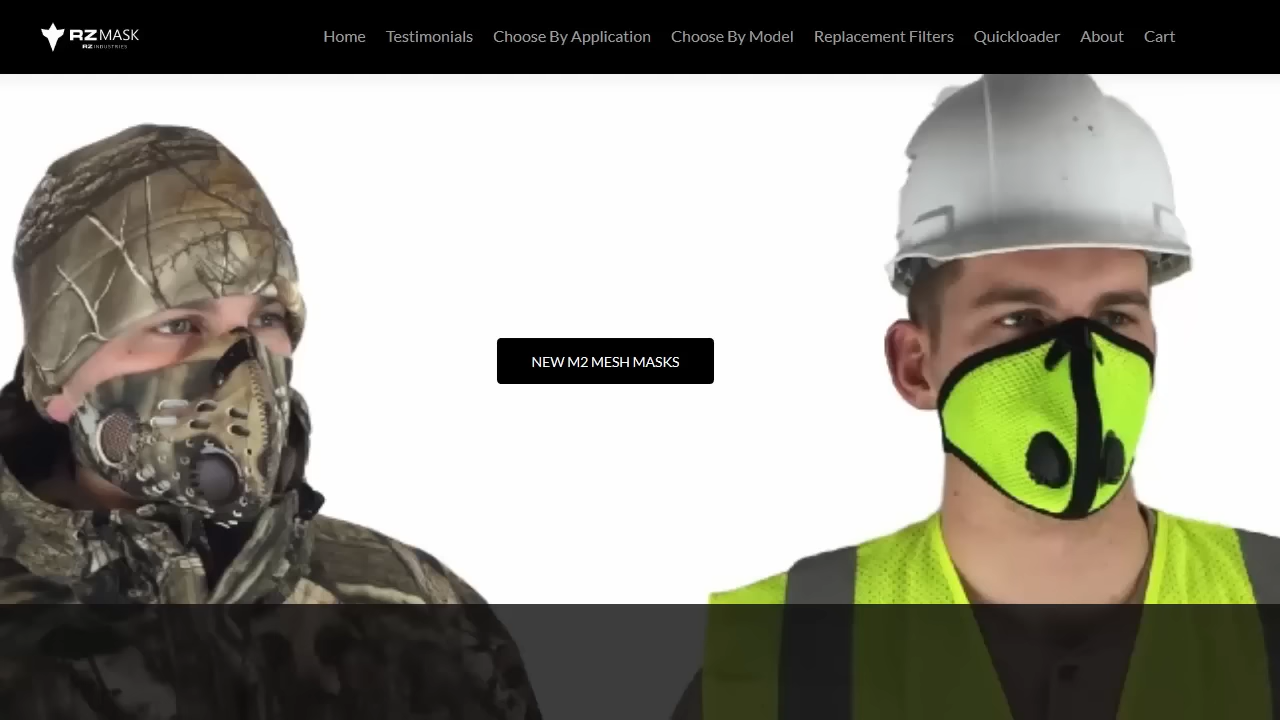 RZ MASK
RZ INDUSTRIES
Home Testimonials Choose By Application Choose By Model Replacement Filters Quickloader About Cart
NEW M2 MESH MASKS